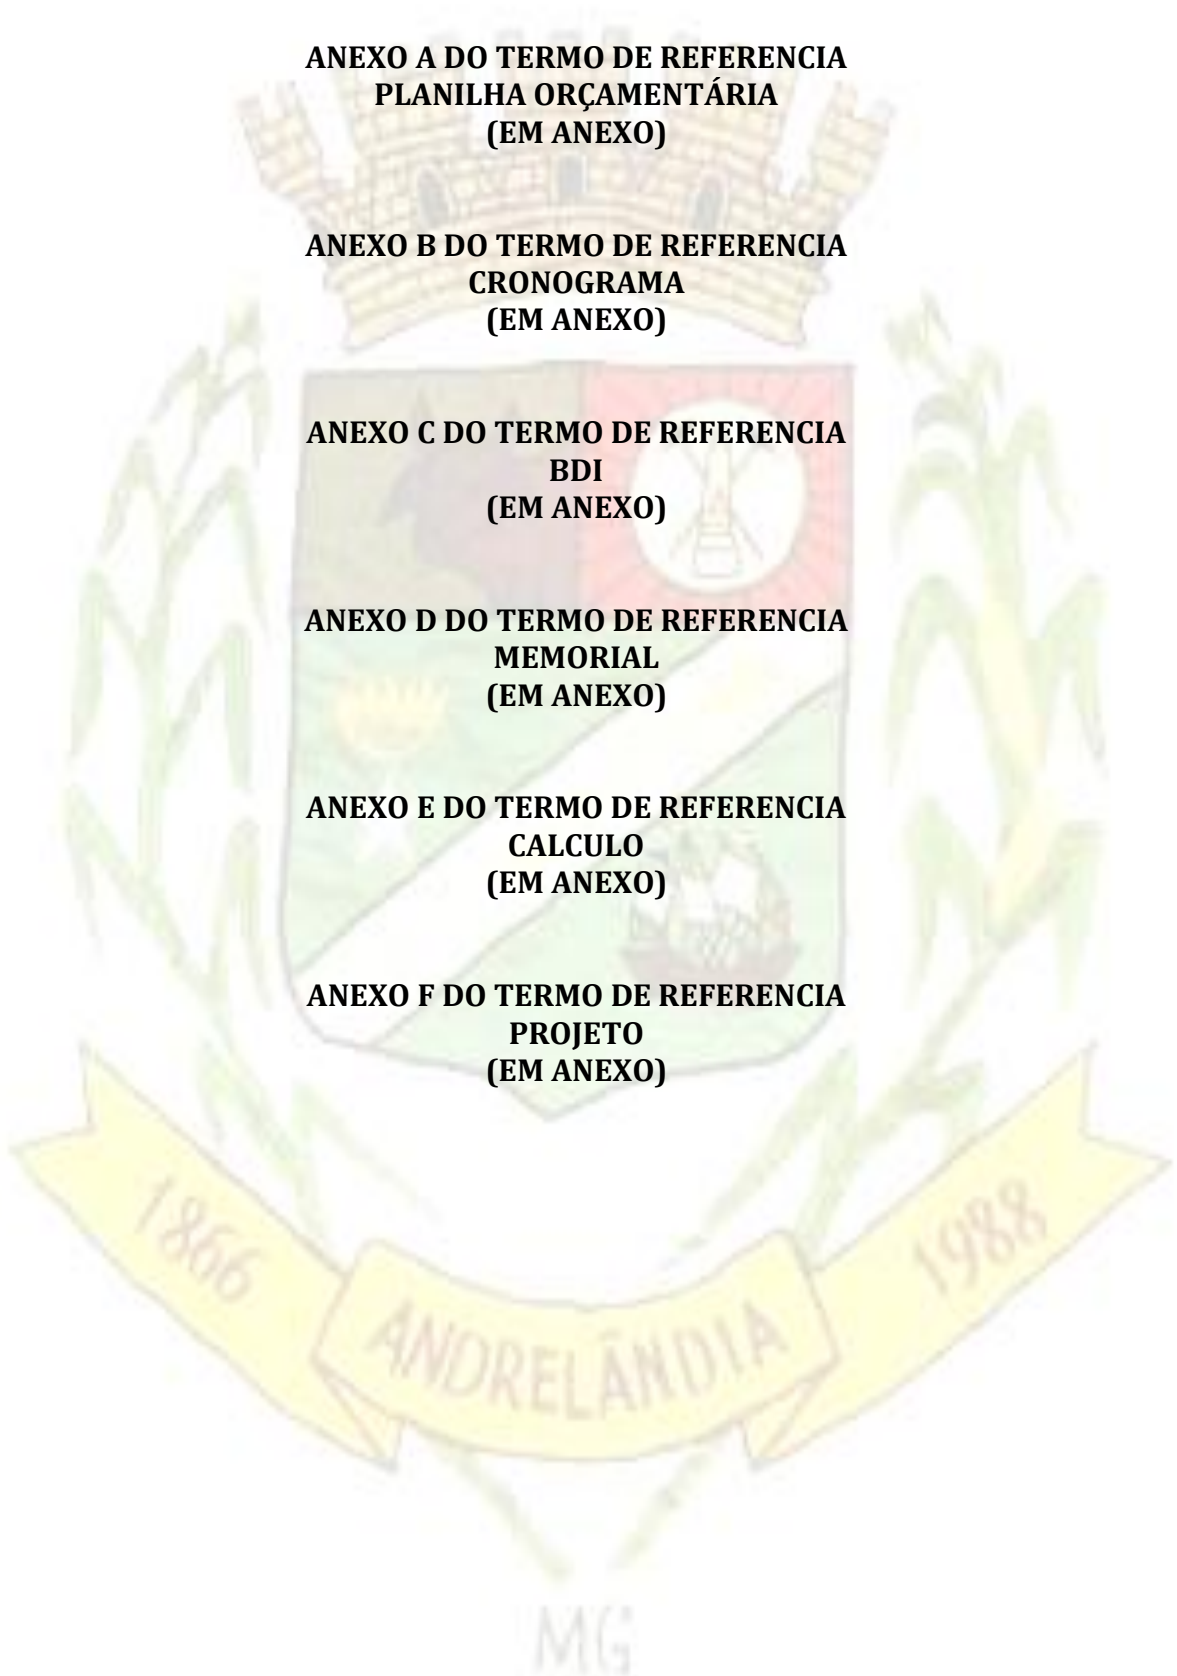 ANEXO A DO TERMO DE REFERENCIA
PLANILHA ORÇAMENTÁRIA
(EM ANEXO)
ANEXO B DO TERMO DE REFERENCIA
CRONOGRAMA
(EM ANEXO)
ANEXO C DO TERMO DE REFERENCIA
BDI
(EM ANEXO)
ANEXO D DO TERMO DE REFERENCIA
MEMORIAL
(EM ANEXO)
ANEXO E DO TERMO DE REFERENCIA
CALCULO
(EM ANEXO)
ANEXO F DO TERMO DE REFERENCIA
PROJETO
(EM ANEXO)
1866
1988
ANDRELÂNDIA
MG